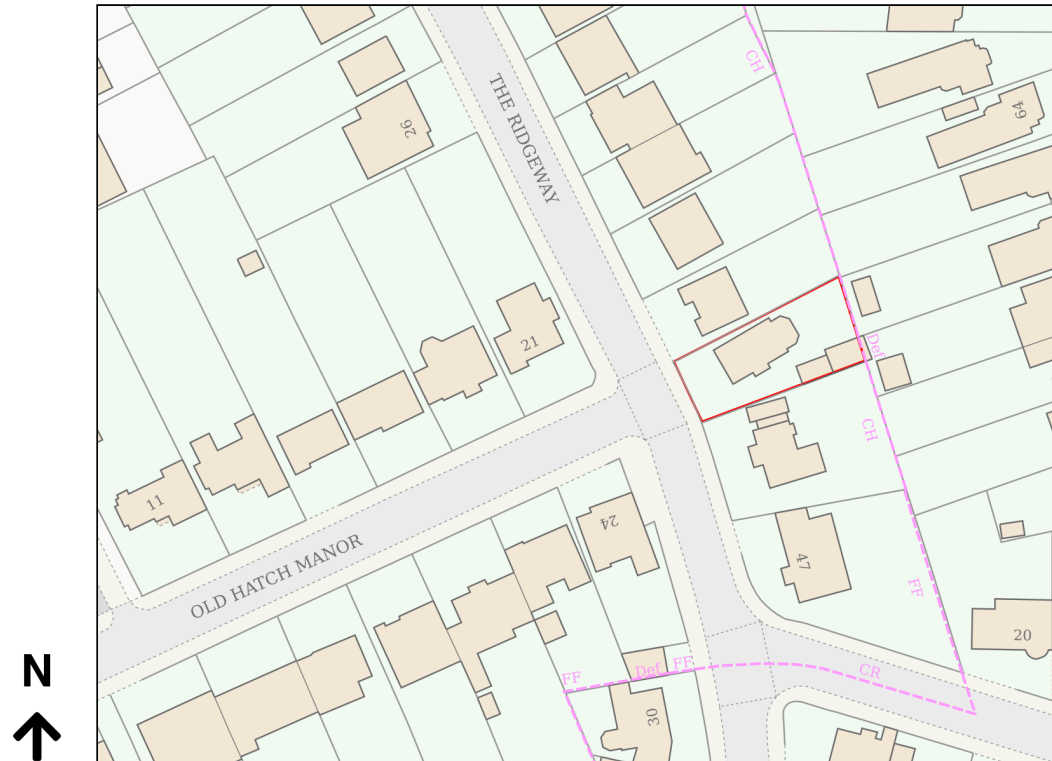 CH
THE RIDGEWAY
26
64
21
Def
CH
11
24
OLD HATCH MANOR
47
FF
20
FF
Def
FF
CR
30
N